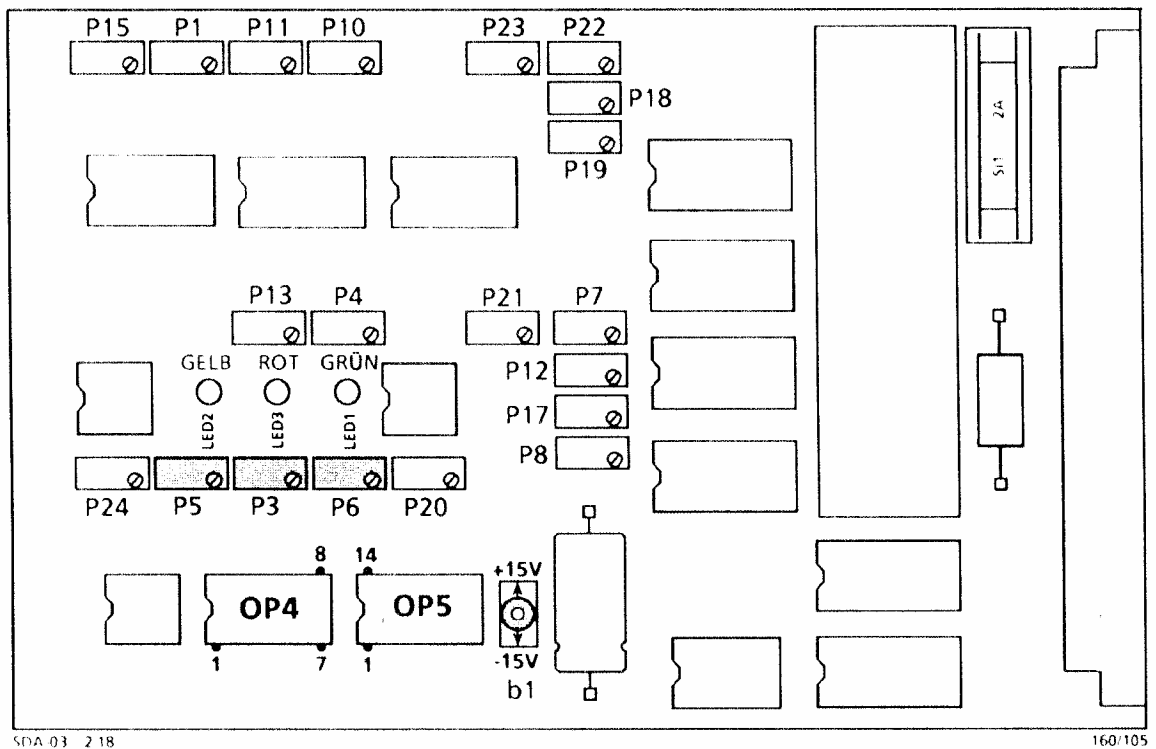 P15 P1 P11 P10 P23 P22
P18
P19
Si1 2A
P13 P4 P21 P7
GELB ROT GRÜN
P12
LED2 LED3 LED1
P17
P8
P24 P5 P3 P6 P20
8 14
+15V
OP4 OP5
1 7 1
-15V
b1
SDA-03 2.18
160/105